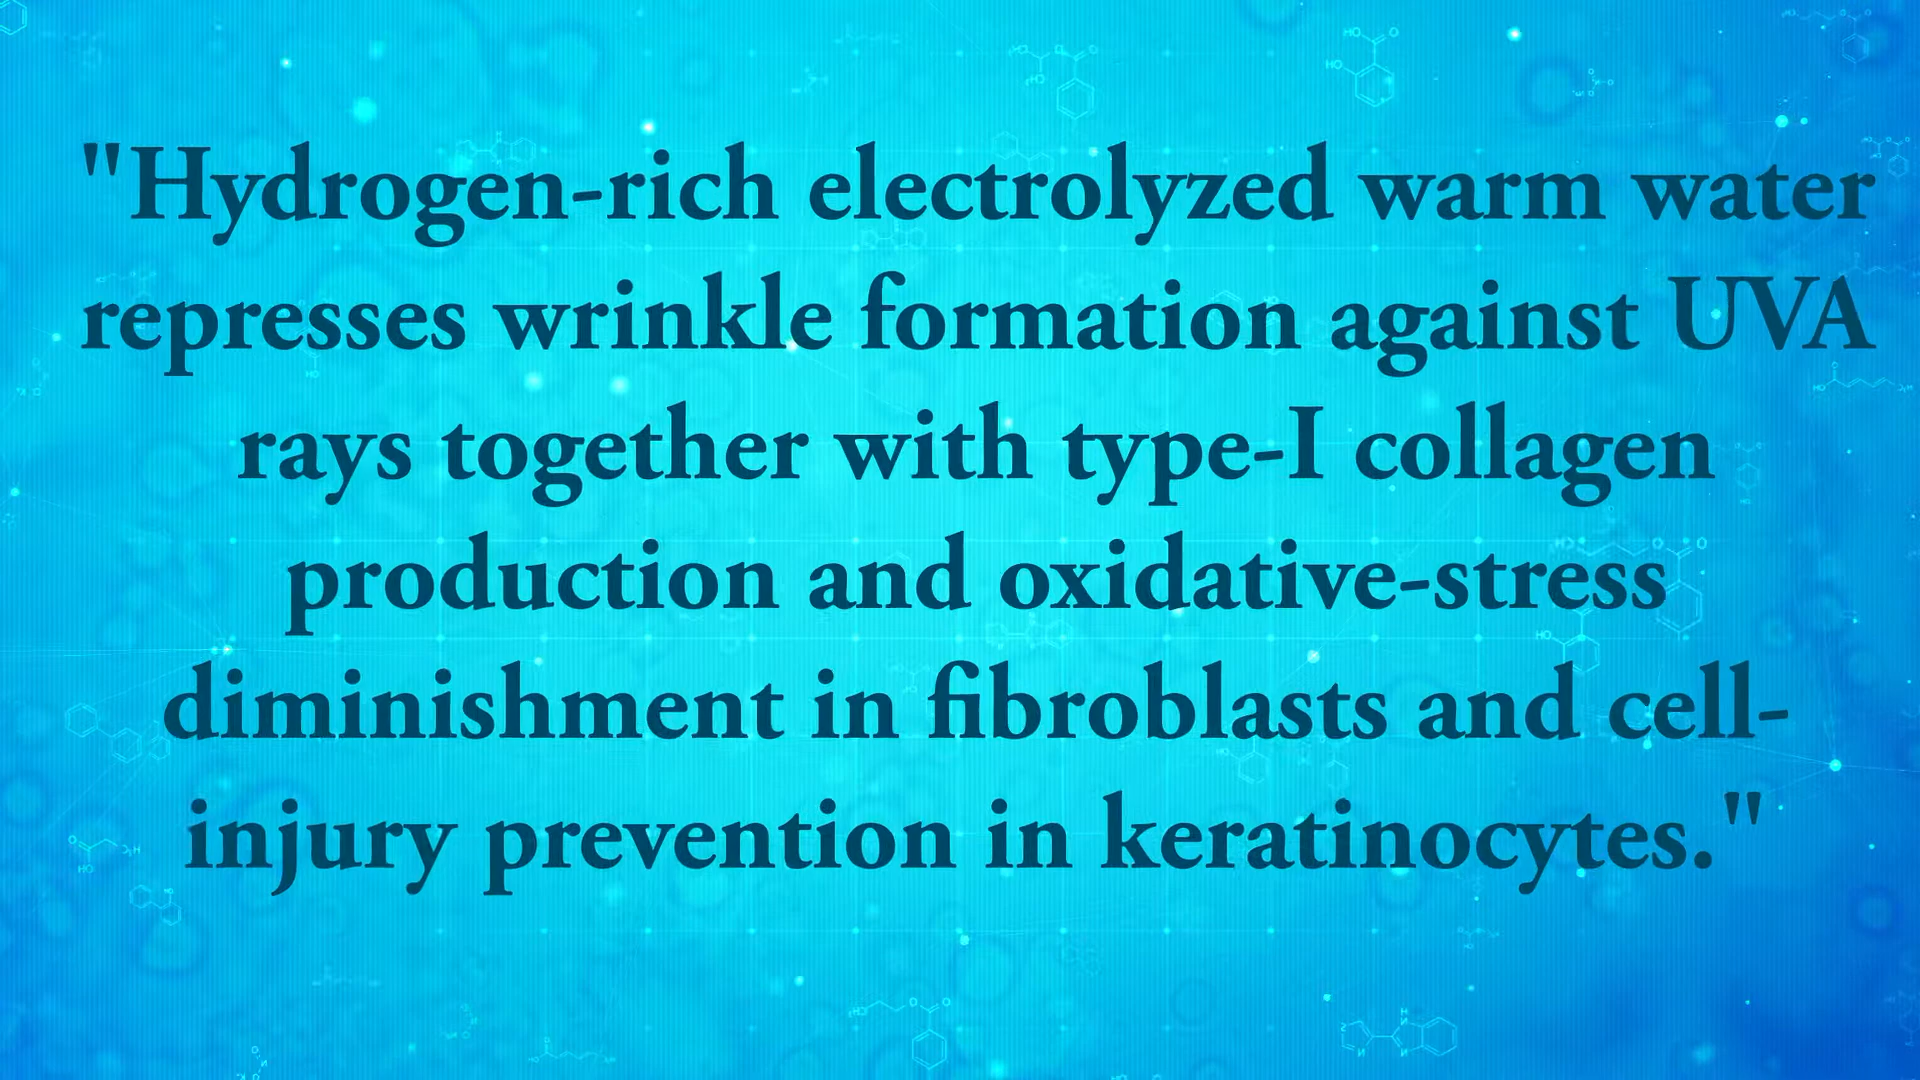 "Hydrogen-rich electrolyzed warm water
represses wrinkle formation against UVA
rays together with type-I collagen
production and oxidative-stress
diminishment in fibroblasts and cell-
injury prevention in keratinocytes."